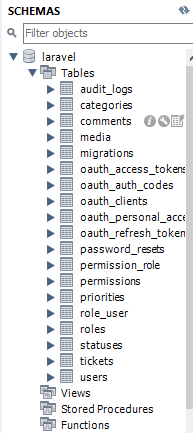 SCHEMAS
Filter objects
laravel
Tables
audit_logs
categories
comments
media
migrations
oauth_access_tokens
oauth_auth_codes
oauth_clients
oauth_personal_acce
oauth_refresh_token
password_resets
permission_role
permissions
priorities
role_user
roles
statuses
tickets
users
Views
Stored Procedures
Functions